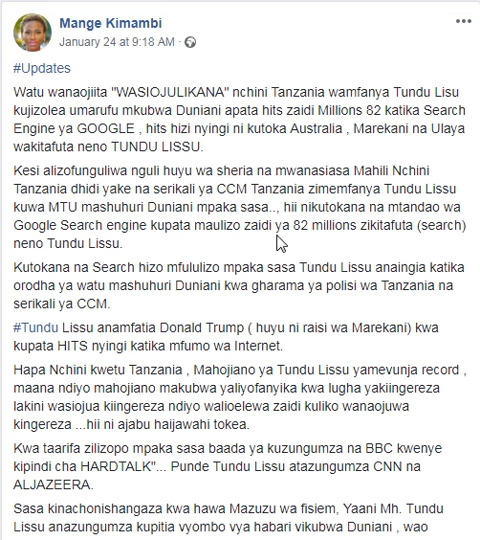 Mange Kimambi
January 24 at 9:18 AM ·
#Updates
Watu wanaojiita "WASIOJULIKANA" nchini Tanzania wamfanya Tundu Lisu
kujizolea umarufu mkubwa Duniani apata hits zaidi Millions 82 katika Search
Engine ya GOOGLE , hits hizi nyingi ni kutoka Australia , Marekani na Ulaya
wakitafuta neno TUNDU LISSU.
Kesi alizofunguliwa nguli huyu wa sheria na mwanasiasa Mahili Nchini
Tanzania dhidi yake na serikali ya CCM Tanzania zimemfanya Tundu Lissu
kuwa MTU mashuhuri Duniani mpaka sasa.., hii nikutokana na mtandao wa
Google Search engine kupata maulizo zaidi ya 82 millions zikitafuta (search)
neno Tundu Lissu.
Kutokana na Search hizo mfululizo mpaka sasa Tundu Lissu anaingia katika
orodha ya watu mashuhuri Duniani kwa gharama ya polisi wa Tanzania na
serikali ya CCM.
#Tundu Lissu anamfatia Donald Trump ( huyu ni raisi wa Marekani) kwa
kupata HITS nyingi katika mfumo wa Internet.
Hapa Nchini kwetu Tanzania , Mahojiano ya Tundu Lissu yamevunja record ,
maana ndiyo mahojiano makubwa yaliyofanyika kwa lugha yakiingereza
lakini wasiojua kiingereza ndiyo walioelewa zaidi kuliko wanaojuwa
kingereza ...hii ni ajabu haijawahi tokea.
Kwa taarifa zilizopo mpaka sasa baada ya kuzungumza na BBC kwenye
kipindi cha HARDTALK"... Punde Tundu Lissu atazungumza CNN na
ALJAZEERA.
Sasa kinachonishangaza kwa hawa Mazuzu wa fisiem, Yaani Mh. Tundu
Lissu anazungumza kupitia vyombo vya habari vikubwa Duniani , wao